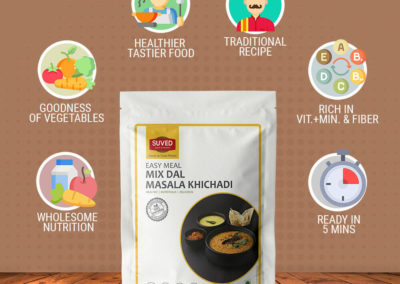 HEALTHIER
TASTIER FOOD
TRADITIONAL
RECIPE
GOODNESS
OF VEGETABLES
E A B₁
D
C
RICH IN
VIT.+MIN. & FIBER
SUVED
EASY MEAL
MIX DAL
MASALA KHICHADI
WHOLESOME
NUTRITION
READY IN
5 MINS